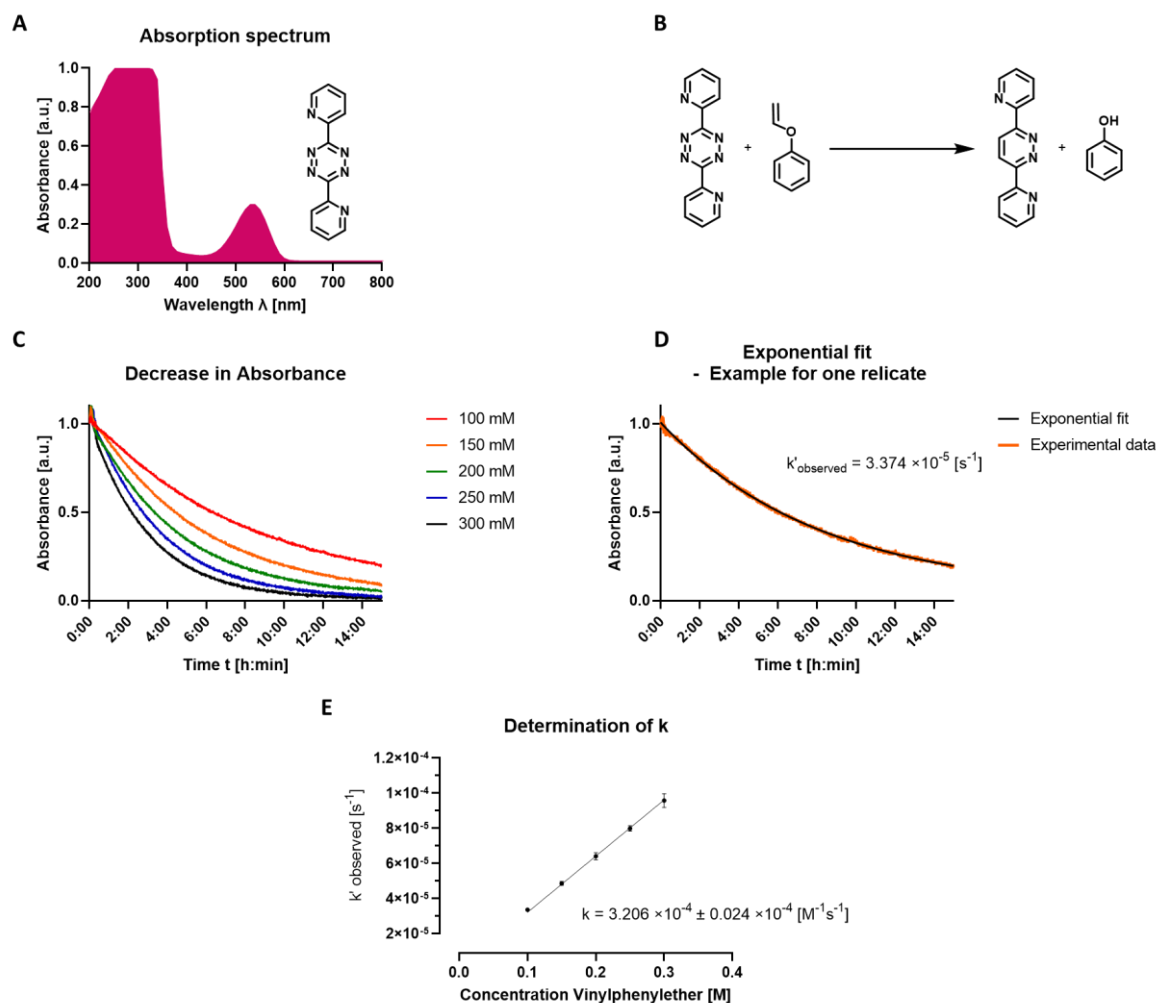 A
Absorption spectrum
Absorbance [a.u.]
1.0
0.8
0.6
0.4
0.2
0.0
200 300 400 500 600 700 800
Wavelength λ [nm]
N
N N
N N
N
B
N
N N
N N
N
+
O
N
N
N
N
+
OH
C
Decrease in Absorbance
Absorbance [a.u.]
1.0
0.5
0.0
0:00 2:00 4:00 6:00 8:00 10:00 12:00 14:00
Time t [h:min]
100 mM
150 mM
200 mM
250 mM
300 mM
D
Exponential fit
- Example for one relicate
Absorbance [a.u.]
1.0
0.5
0.0
k'observed = 3.374 ×10⁻⁵ [s⁻¹]
0:00 2:00 4:00 6:00 8:00 10:00 12:00 14:00
Time t [h:min]
Exponential fit
Experimental data
E
Determination of k
k' observed [s⁻¹]
1.2×10⁻⁴
1×10⁻⁴
8×10⁻⁵
6×10⁻⁵
4×10⁻⁵
2×10⁻⁵
k = 3.206 ×10⁻⁴ ± 0.024 ×10⁻⁴ [M⁻¹s⁻¹]
0.0 0.1 0.2 0.3 0.4
Concentration Vinylphenylether [M]